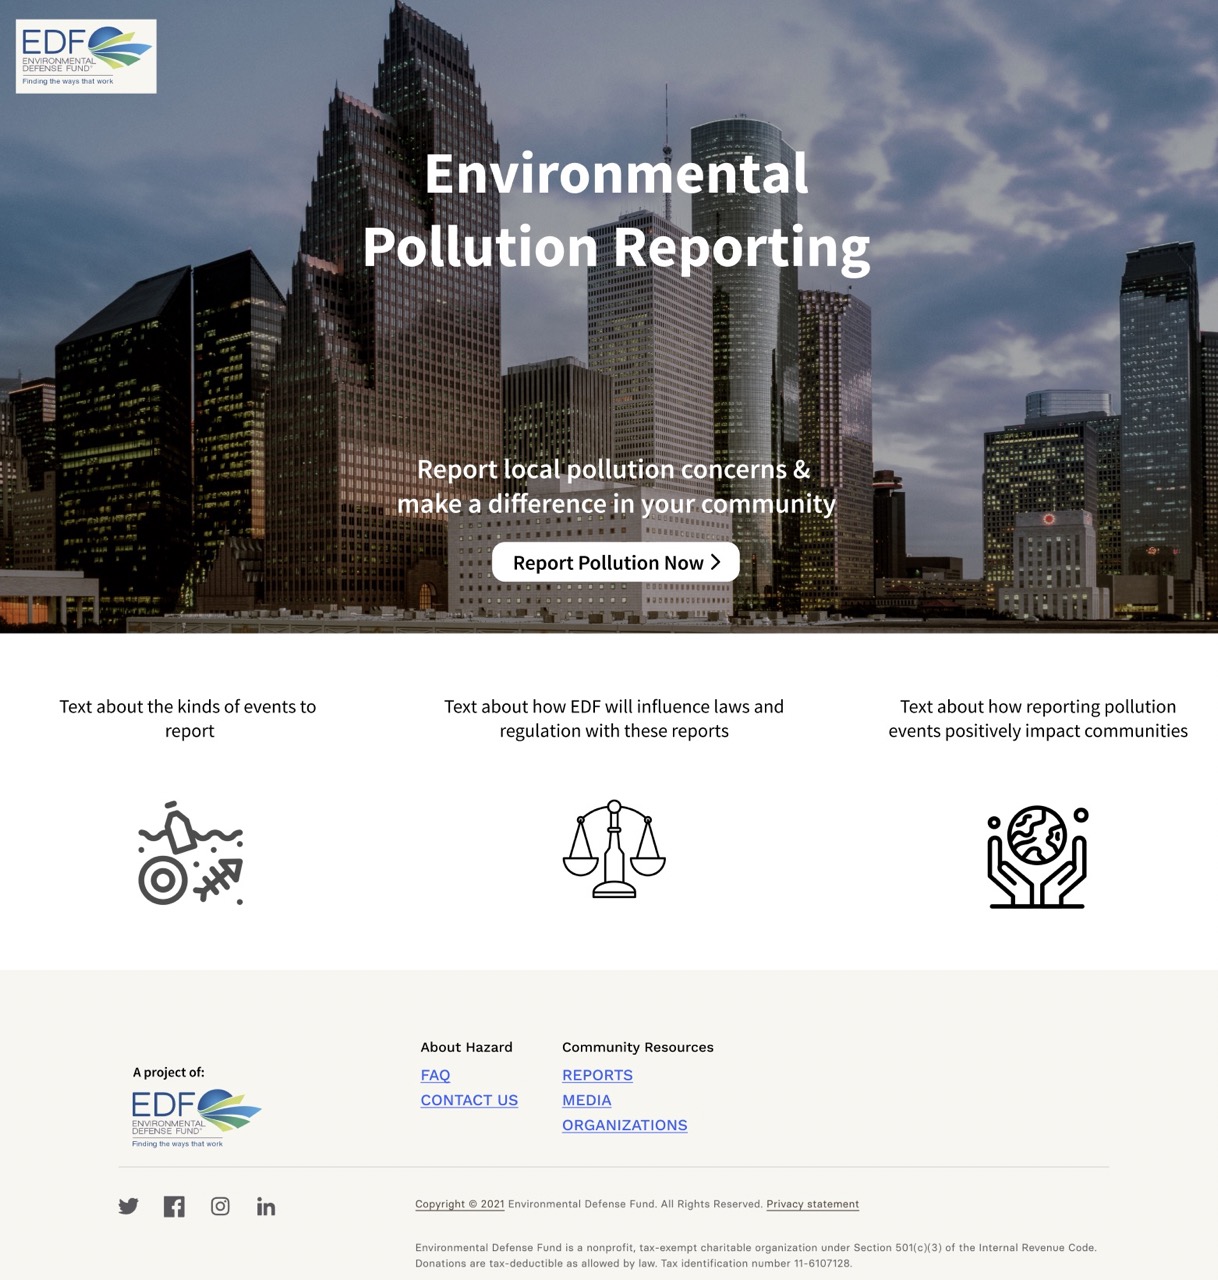 EDF
ENVIRONMENTAL
DEFENSE FUND®
Finding the ways that work
Environmental
Pollution Reporting
Report local pollution concerns &
make a difference in your community
Report Pollution Now
Text about the kinds of events to
report
Text about how EDF will influence laws and
regulation with these reports
Text about how reporting pollution
events positively impact communities
A project of:
EDF
ENVIRONMENTAL
DEFENSE FUND®
Finding the ways that work
About Hazard
FAQ
CONTACT US
Community Resources
REPORTS
MEDIA
ORGANIZATIONS
Copyright © 2021 Environmental Defense Fund. All Rights Reserved. Privacy statement
Environmental Defense Fund is a nonprofit, tax-exempt charitable organization under Section 501(c)(3) of the Internal Revenue Code.
Donations are tax-deductible as allowed by law. Tax identification number 11-6107128.